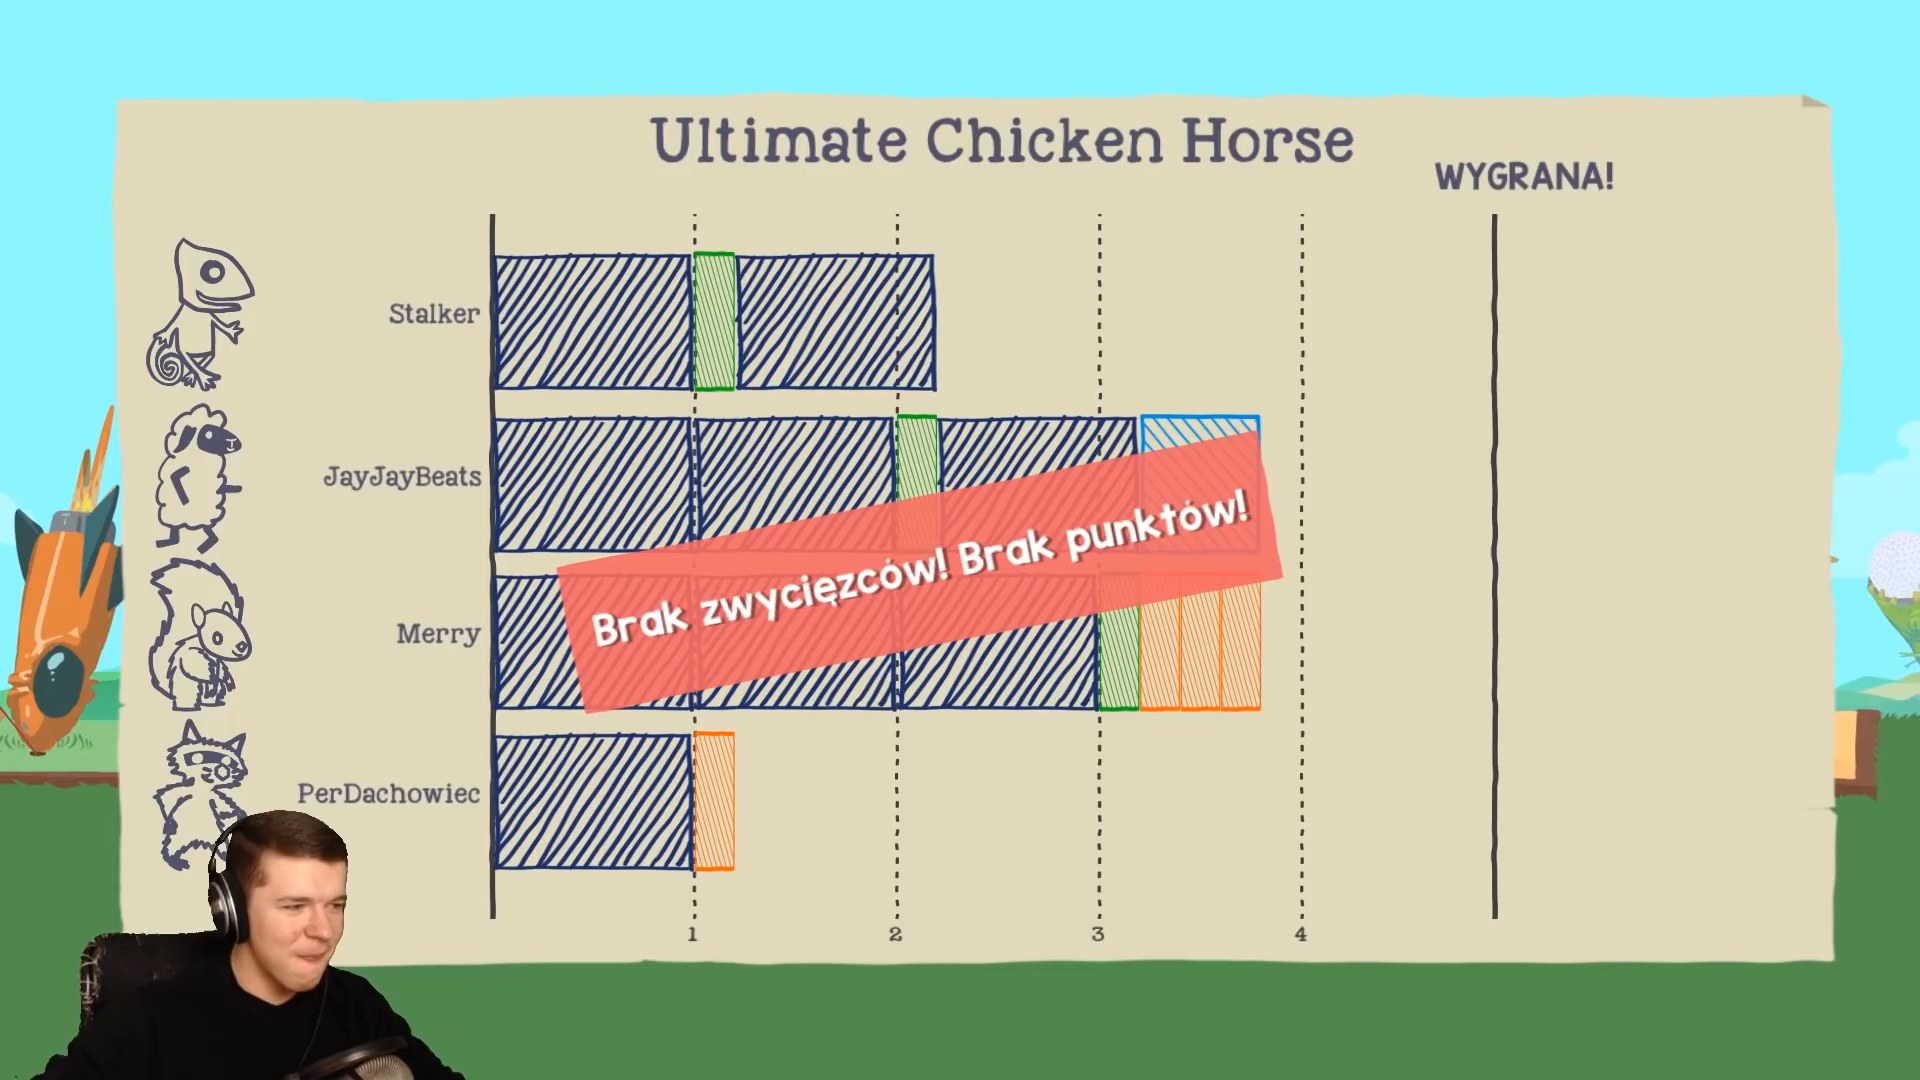 Ultimate Chicken Horse
WYGRANA!
Stalker
JayJayBeats
Brak zwycięzców! Brak punktów!
Merry
PerDachowiec
1 2 3 4